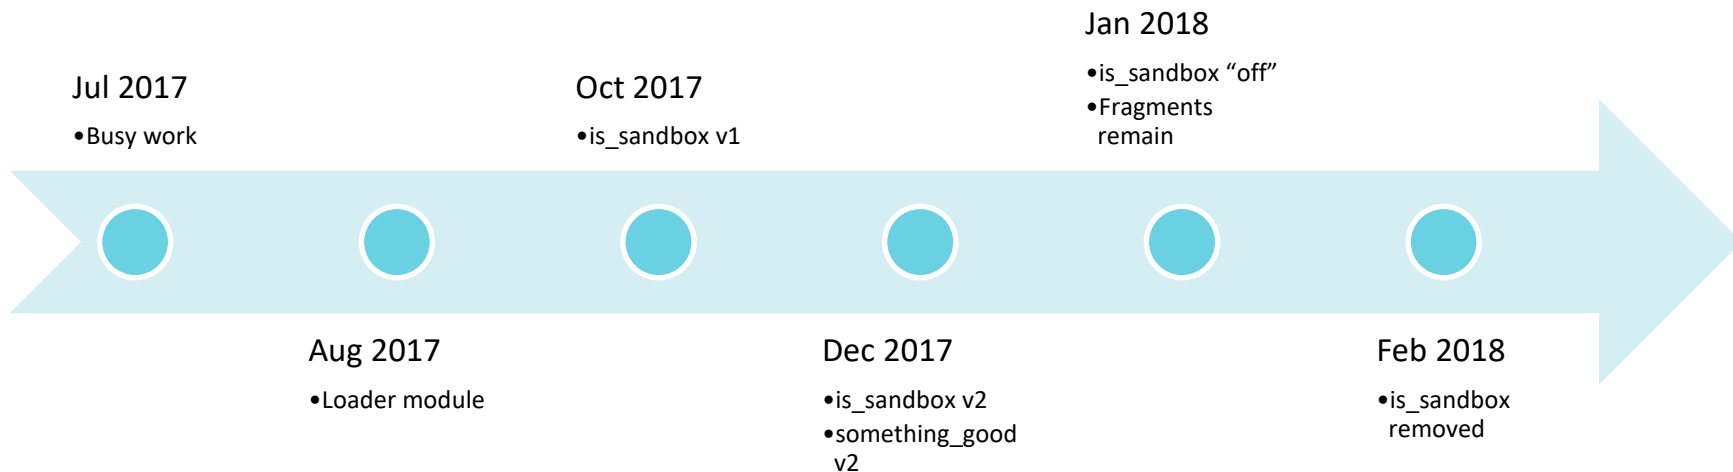 Jul 2017
•Busy work
Aug 2017
•Loader module
Oct 2017
•is_sandbox v1
Dec 2017
•is_sandbox v2
•something_good
v2
Jan 2018
•is_sandbox “off”
•Fragments
remain
Feb 2018
•is_sandbox
removed